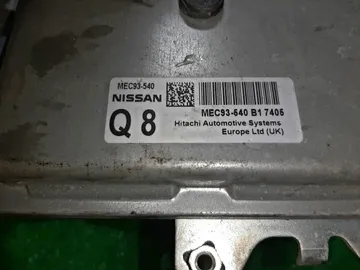 MEC93-540
NISSAN
Q 8
MEC93-540 B1 7405
Hitachi Automotive Systems
Europe Ltd (UK)